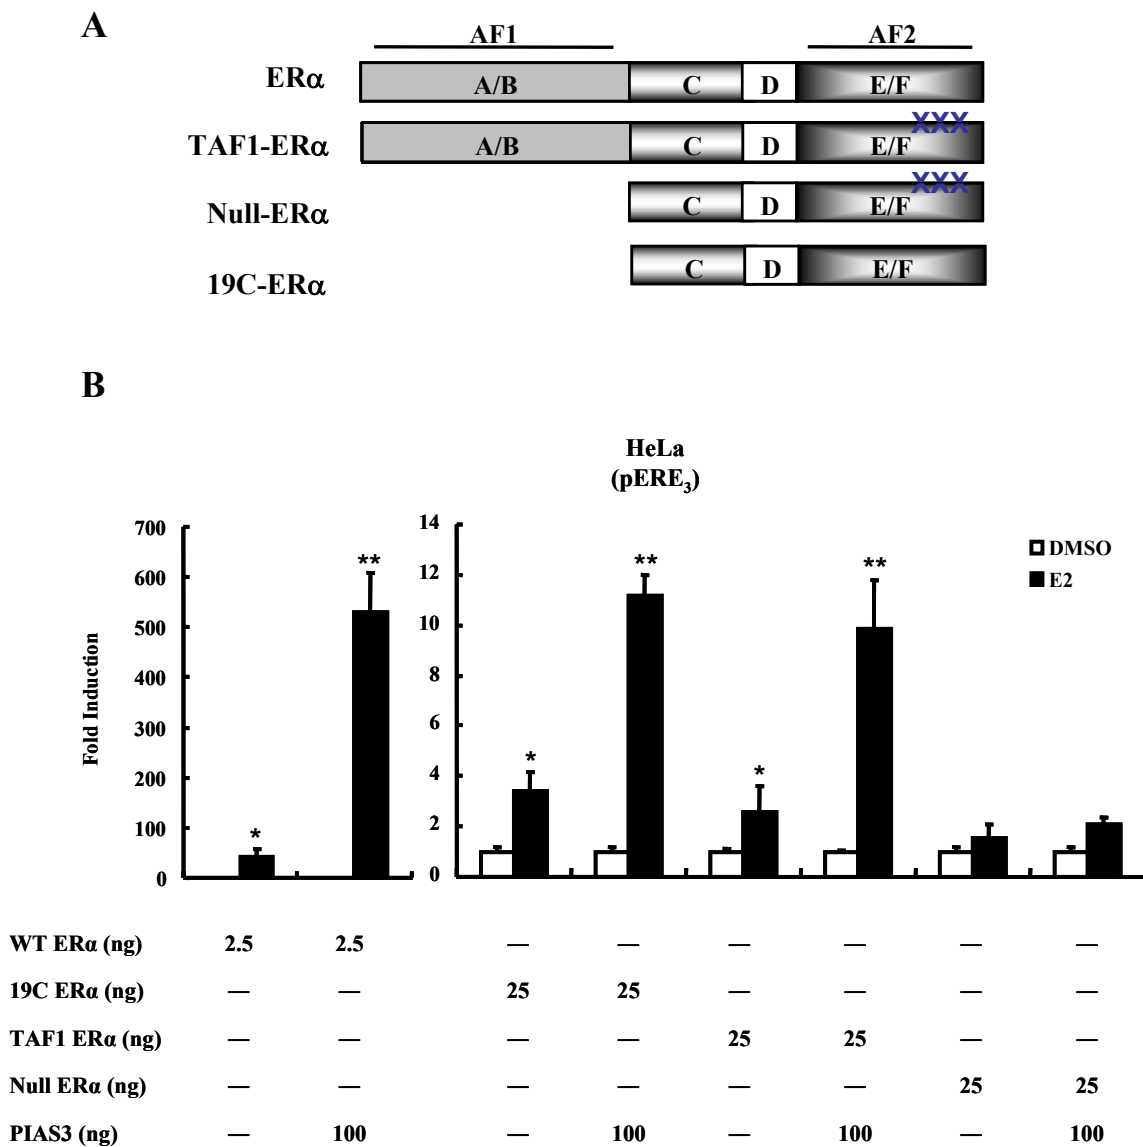 A
AF1 AF2
ERα A/B C D E/F
XXX
TAF1-ERα A/B C D E/F
XXX
Null-ERα C D E/F
19C-ERα C D E/F
B
HeLa
(pERE3)
Fold Induction
700
600
500
400
300
200
100
0
* **
14
12
10
8
6
4
2
0
* ** * **
DMSO
E2
WT ERα (ng) 2.5 2.5 — — — — — —
19C ERα (ng) — — 25 25 — — — —
TAF1 ERα (ng) — — — — 25 25 — —
Null ERα (ng) — — — — — — 25 25
PIAS3 (ng) — 100 — 100 — 100 — 100